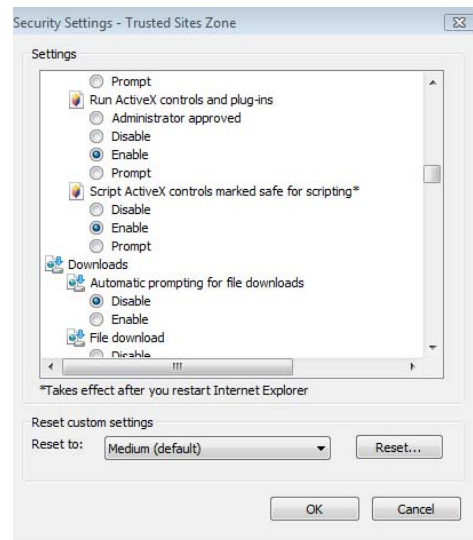 Security Settings - Trusted Sites Zone
Settings
Prompt
Run ActiveX controls and plug-ins
Administrator approved
Disable
Enable
Prompt
Script ActiveX controls marked safe for scripting*
Disable
Enable
Prompt
Downloads
Automatic prompting for file downloads
Disable
Enable
File download
Disable
*Takes effect after you restart Internet Explorer
Reset custom settings
Reset to: Medium (default) Reset...
OK Cancel